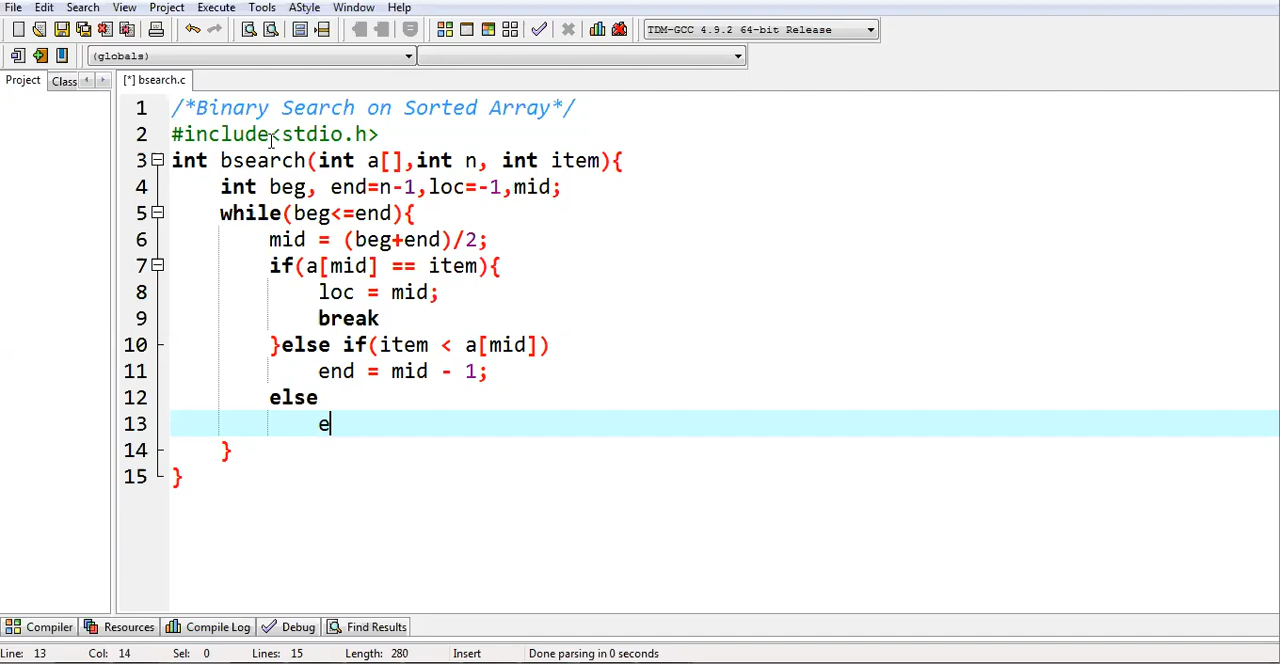 File Edit Search View Project Execute Tools AStyle Window Help
TDM-GCC 4.9.2 64-bit Release
(globals)
Project Class [*] bsearch.c
1 /*Binary Search on Sorted Array*/
2 #include<stdio.h>
3 int bsearch(int a[],int n, int item){
4 int beg, end=n-1,loc=-1,mid;
5 while(beg<=end){
6 mid = (beg+end)/2;
7 if(a[mid] == item){
8 loc = mid;
9 break
10 }else if(item < a[mid])
11 end = mid - 1;
12 else
13 e
14 }
15 }
Compiler Resources Compile Log Debug Find Results
Line: 13 Col: 14 Sel: 0 Lines: 15 Length: 280 Insert Done parsing in 0 seconds